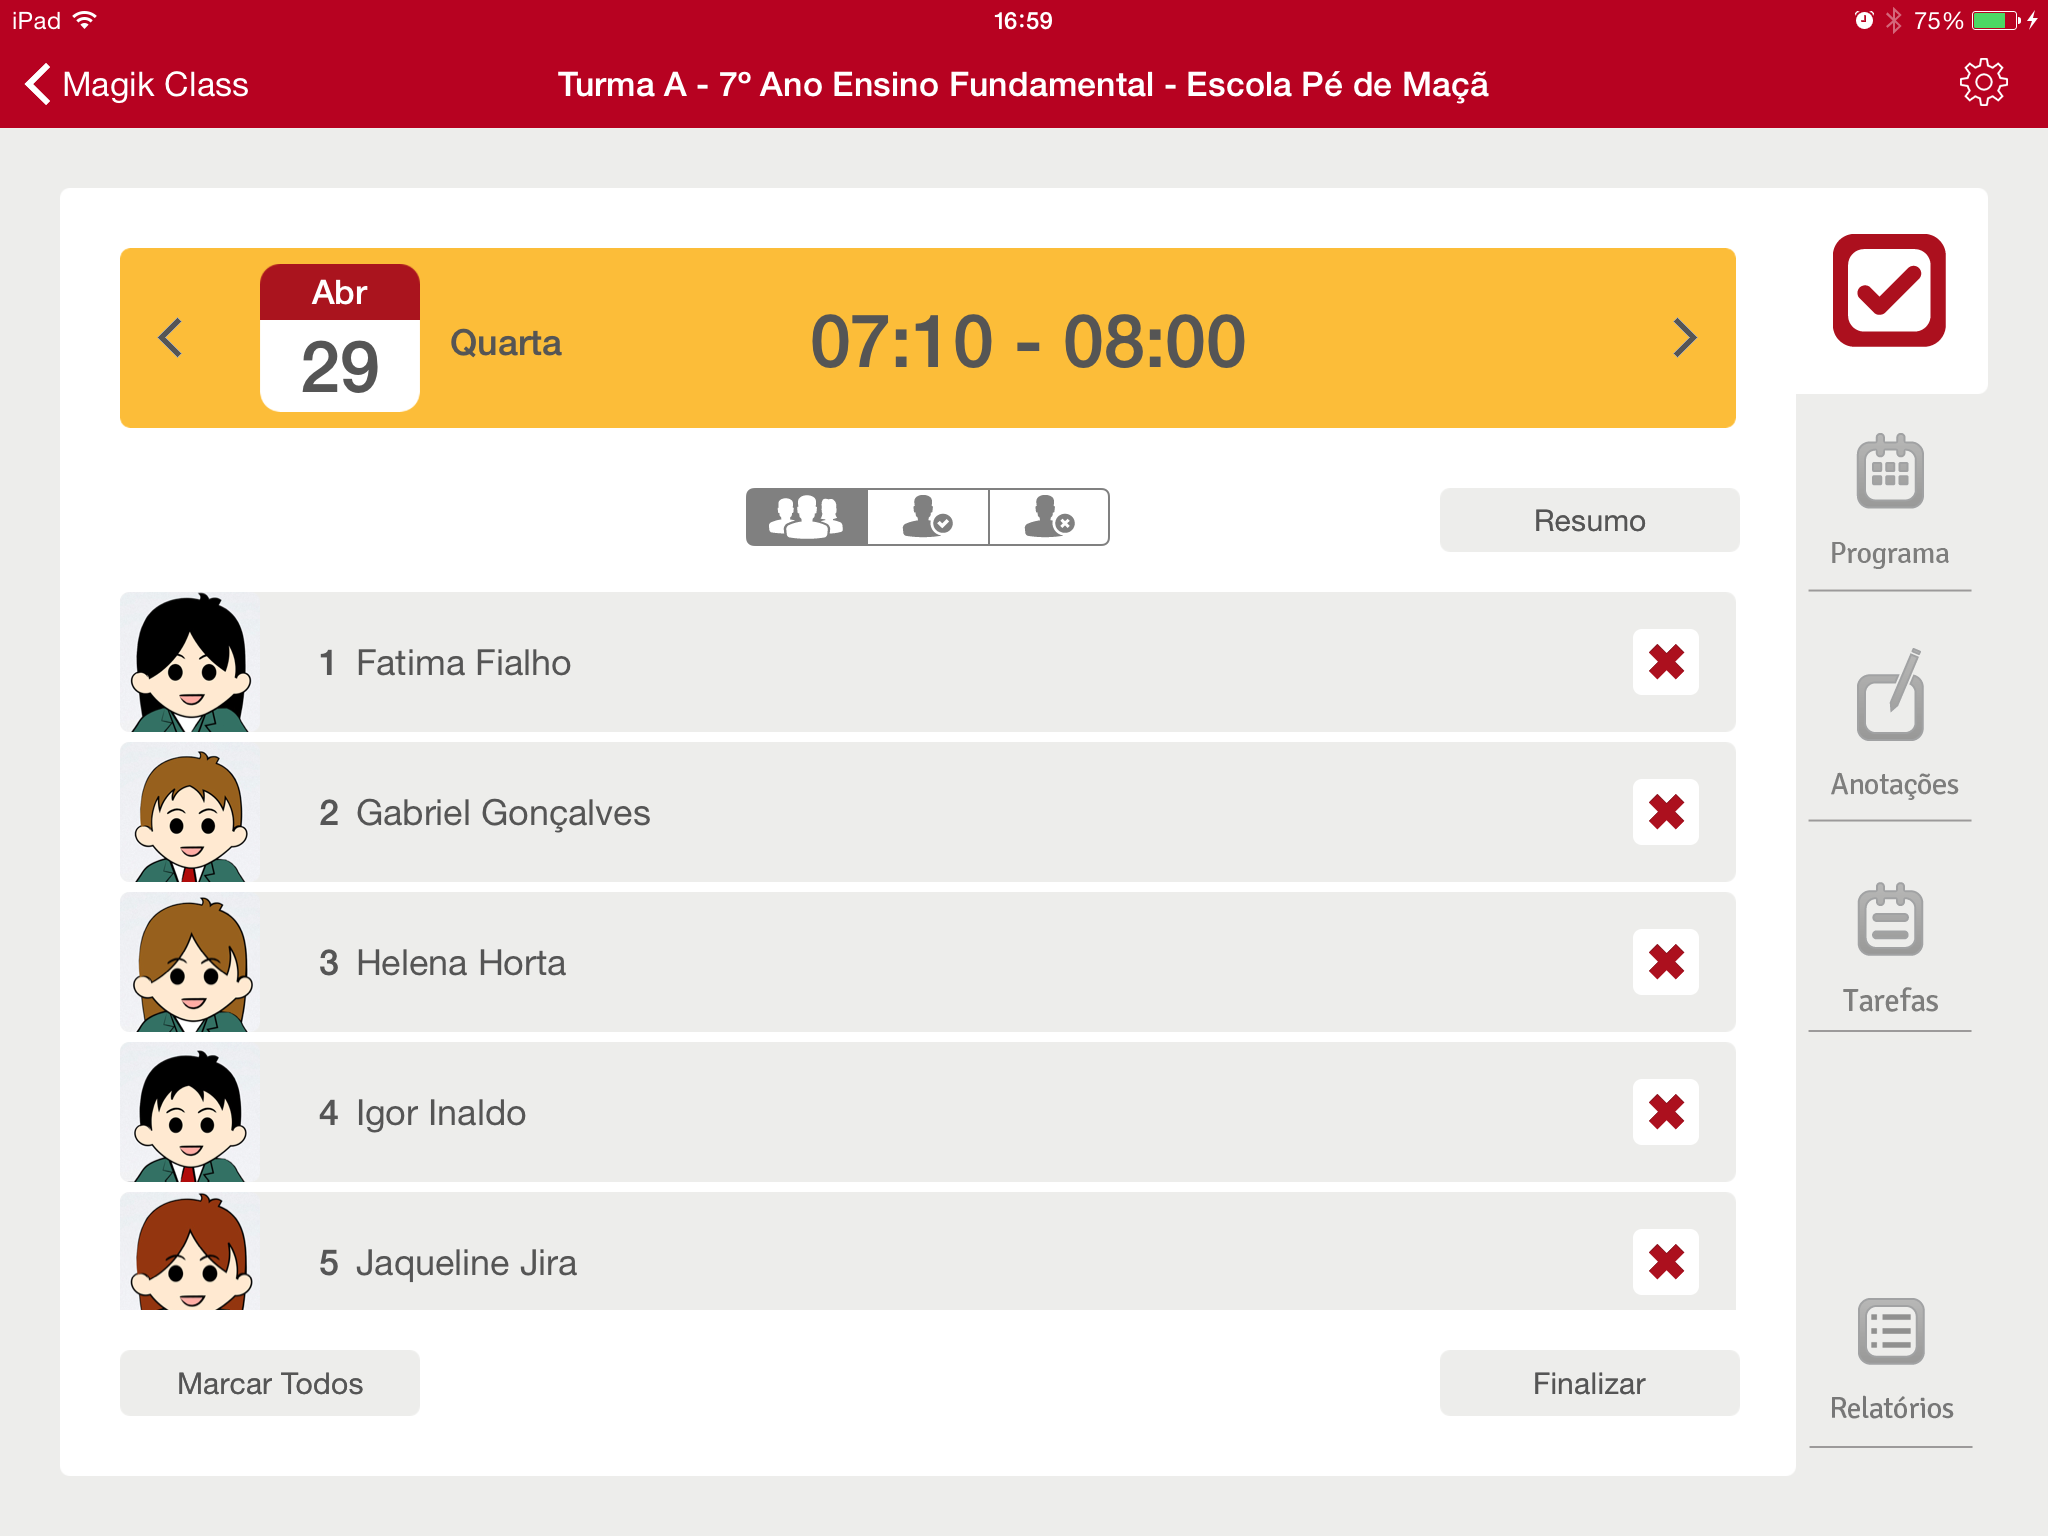 iPad 16:59 75%
Magik Class Turma A - 7º Ano Ensino Fundamental - Escola Pé de Maçã
Abr
29
Quarta
07:10 - 08:00
Resumo
1 Fatima Fialho
2 Gabriel Gonçalves
3 Helena Horta
4 Igor Inaldo
5 Jaqueline Jira
Marcar Todos
Finalizar
Programa
Anotações
Tarefas
Relatórios